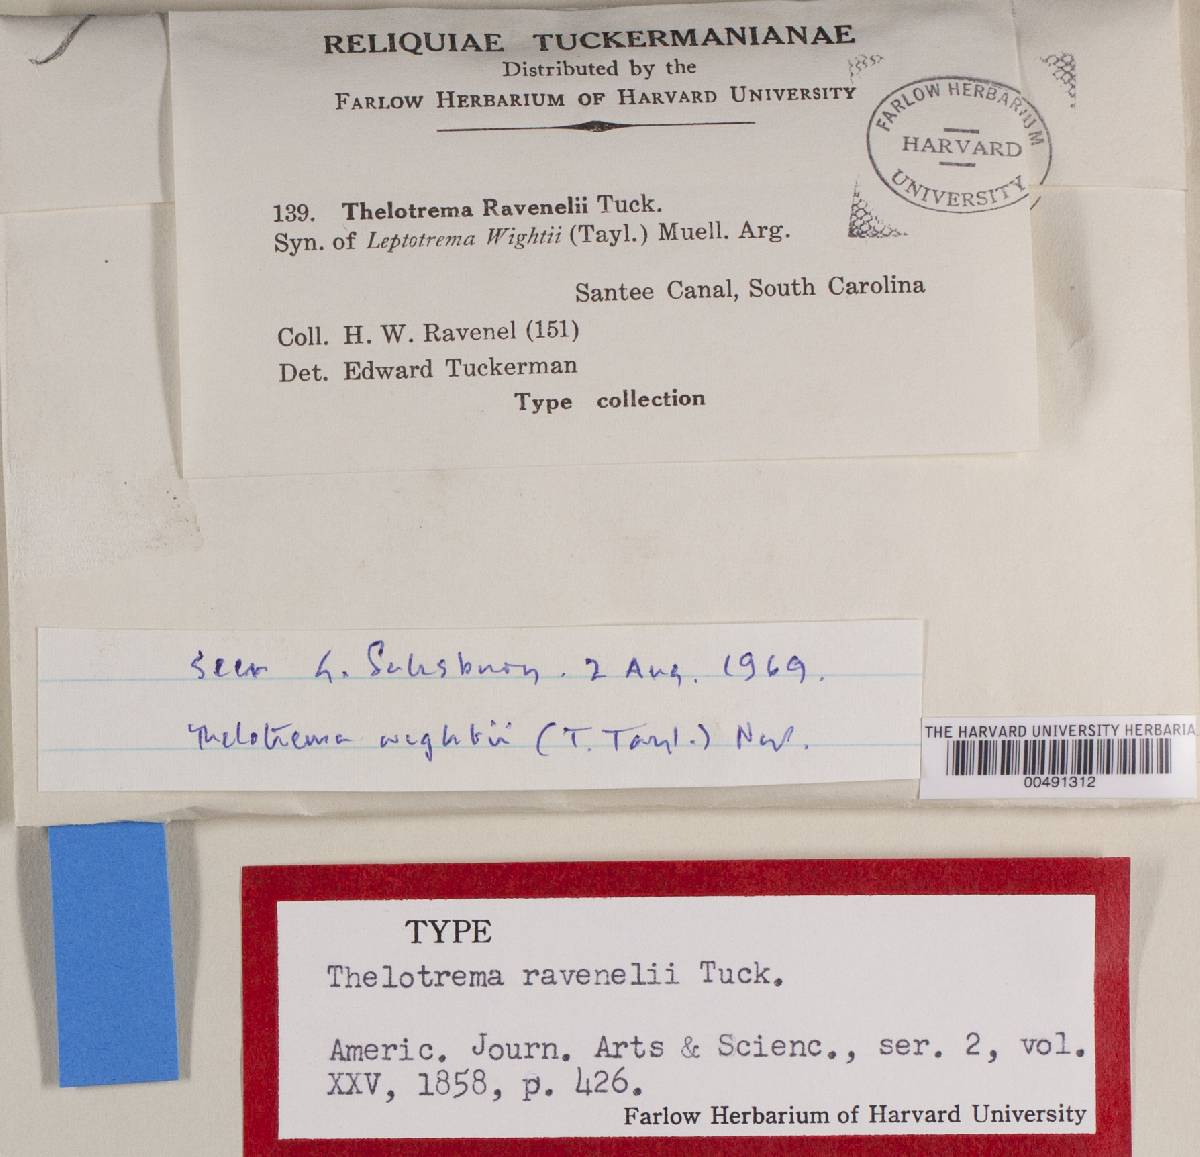 RELIQUIAE TUCKERMANIANAE
Distributed by the
FARLOW HERBARIUM OF HARVARD UNIVERSITY
FARLOW HERBARIUM
HARVARD
UNIVERSITY
139. Thelotrema Ravenelii Tuck.
Syn. of Leptotrema Wightii (Tayl.) Muell. Arg.
Santee Canal, South Carolina
Coll. H. W. Ravenel (151)
Det. Edward Tuckerman
Type collection
Seen G. Salisbury. 2 Aug. 1969.
Thelotrema wightii (T. Tayl.) Nyl.
THE HARVARD UNIVERSITY HERBARIA
00491312
TYPE
Thelotrema ravenelii Tuck.
Americ. Journ. Arts & Scienc., ser. 2, vol.
XXV, 1858, p. 426.
Farlow Herbarium of Harvard University